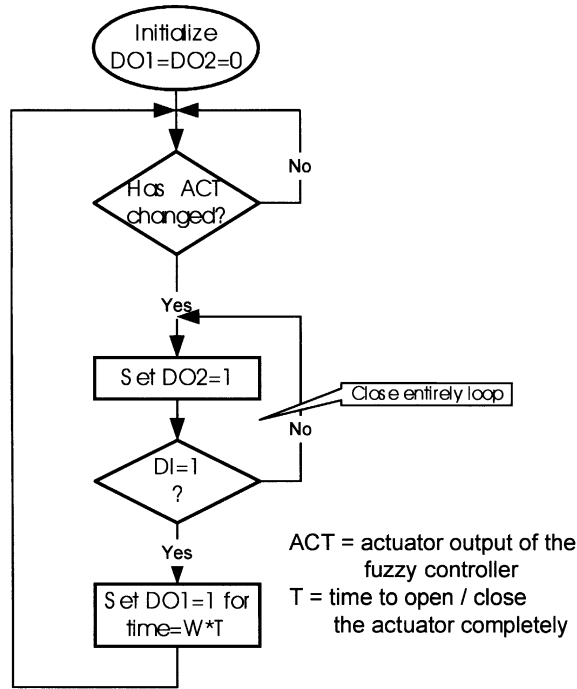 Initialize
DO1=DO2=0
No
Has ACT
changed?
Yes
Set DO2=1
Close entirely loop
No
DI=1
?
Yes
Set DO1=1 for
time=W*T
ACT = actuator output of the
fuzzy controller
T = time to open / close
the actuator completely